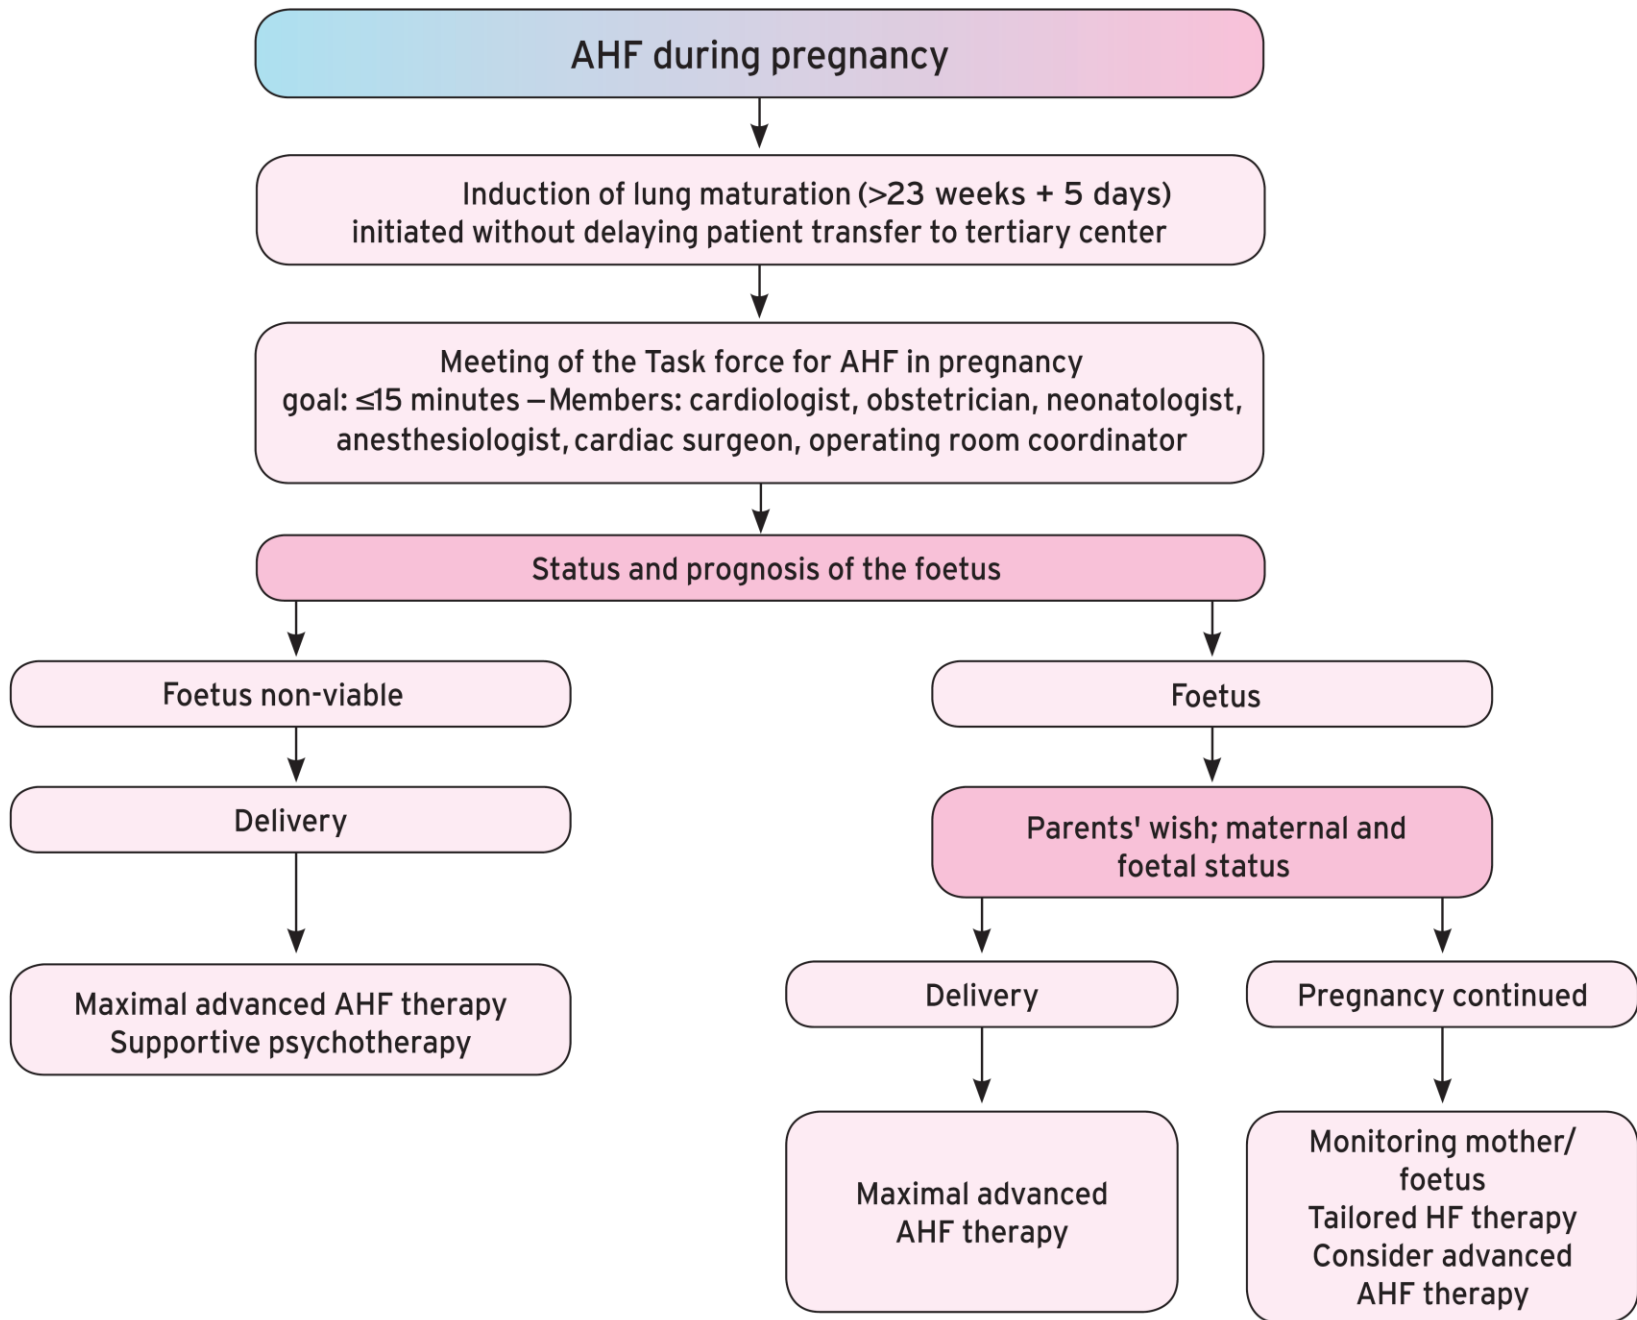 AHF during pregnancy
Induction of lung maturation (>23 weeks + 5 days)
initiated without delaying patient transfer to tertiary center
Meeting of the Task force for AHF in pregnancy
goal: ≤15 minutes –Members: cardiologist, obstetrician, neonatologist,
anesthesiologist, cardiac surgeon, operating room coordinator
Status and prognosis of the foetus
Foetus non-viable
Foetus
Delivery
Parents' wish; maternal and
foetal status
Maximal advanced AHF therapy
Supportive psychotherapy
Delivery
Pregnancy continued
Maximal advanced
AHF therapy
Monitoring mother/
foetus
Tailored HF therapy
Consider advanced
AHF therapy